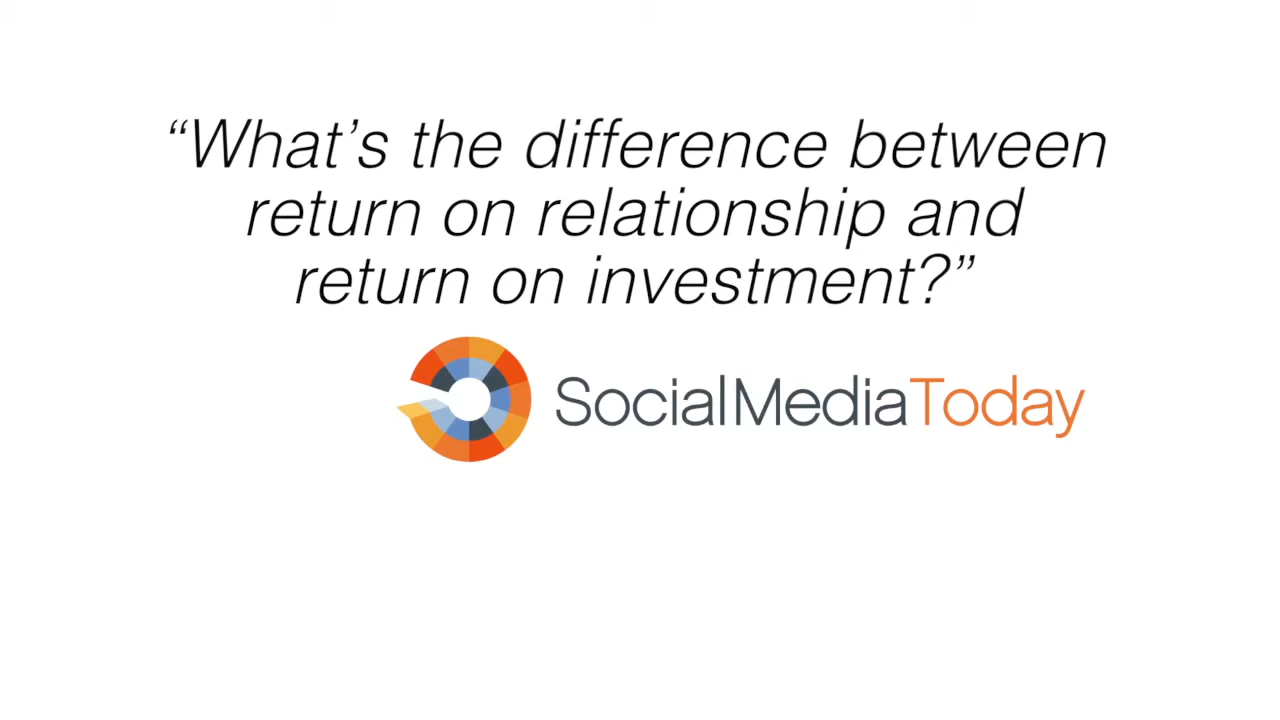 “What’s the difference between
return on relationship and
return on investment?”
SocialMediaToday